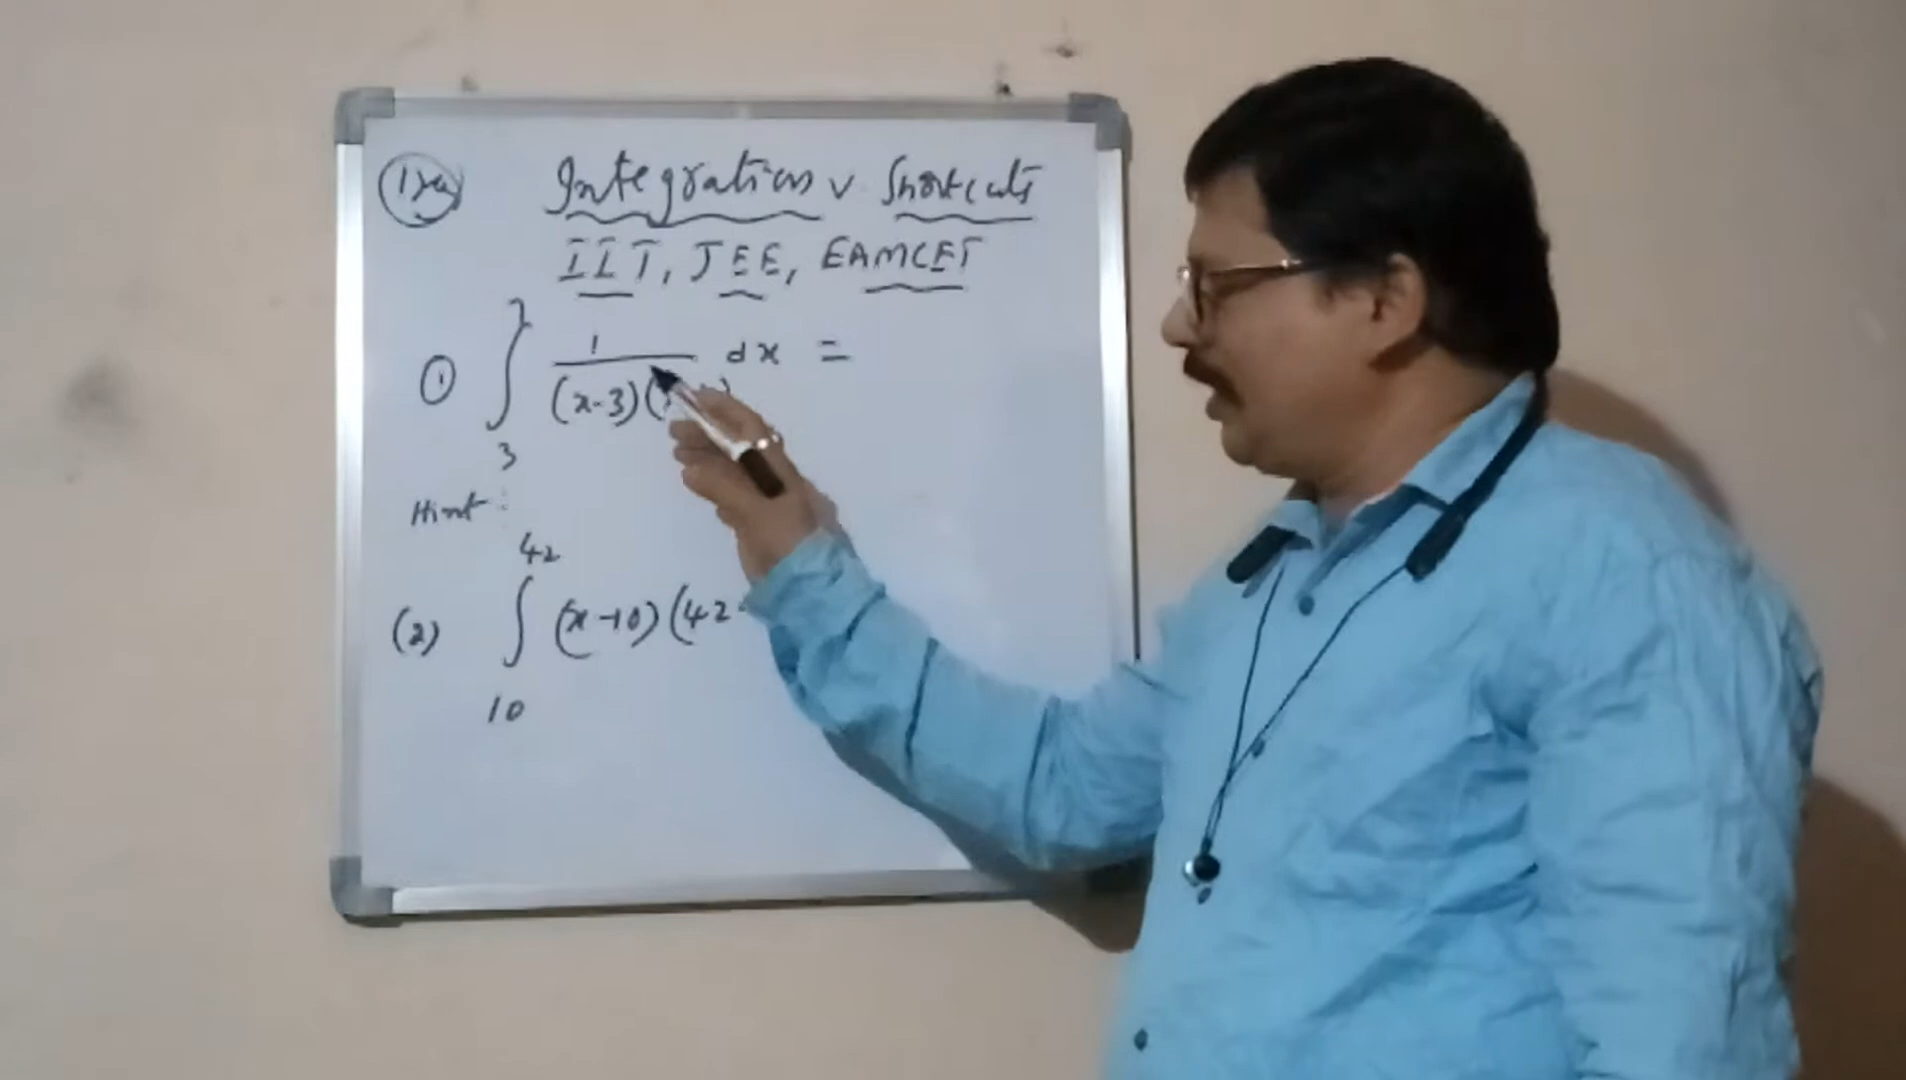 Integrations Shortcuts
IIT, JEE, EAMCET
① ∫ 1 / (x-3)( dx =
3
Hint :
42
(2) ∫ (x-10)(42
10